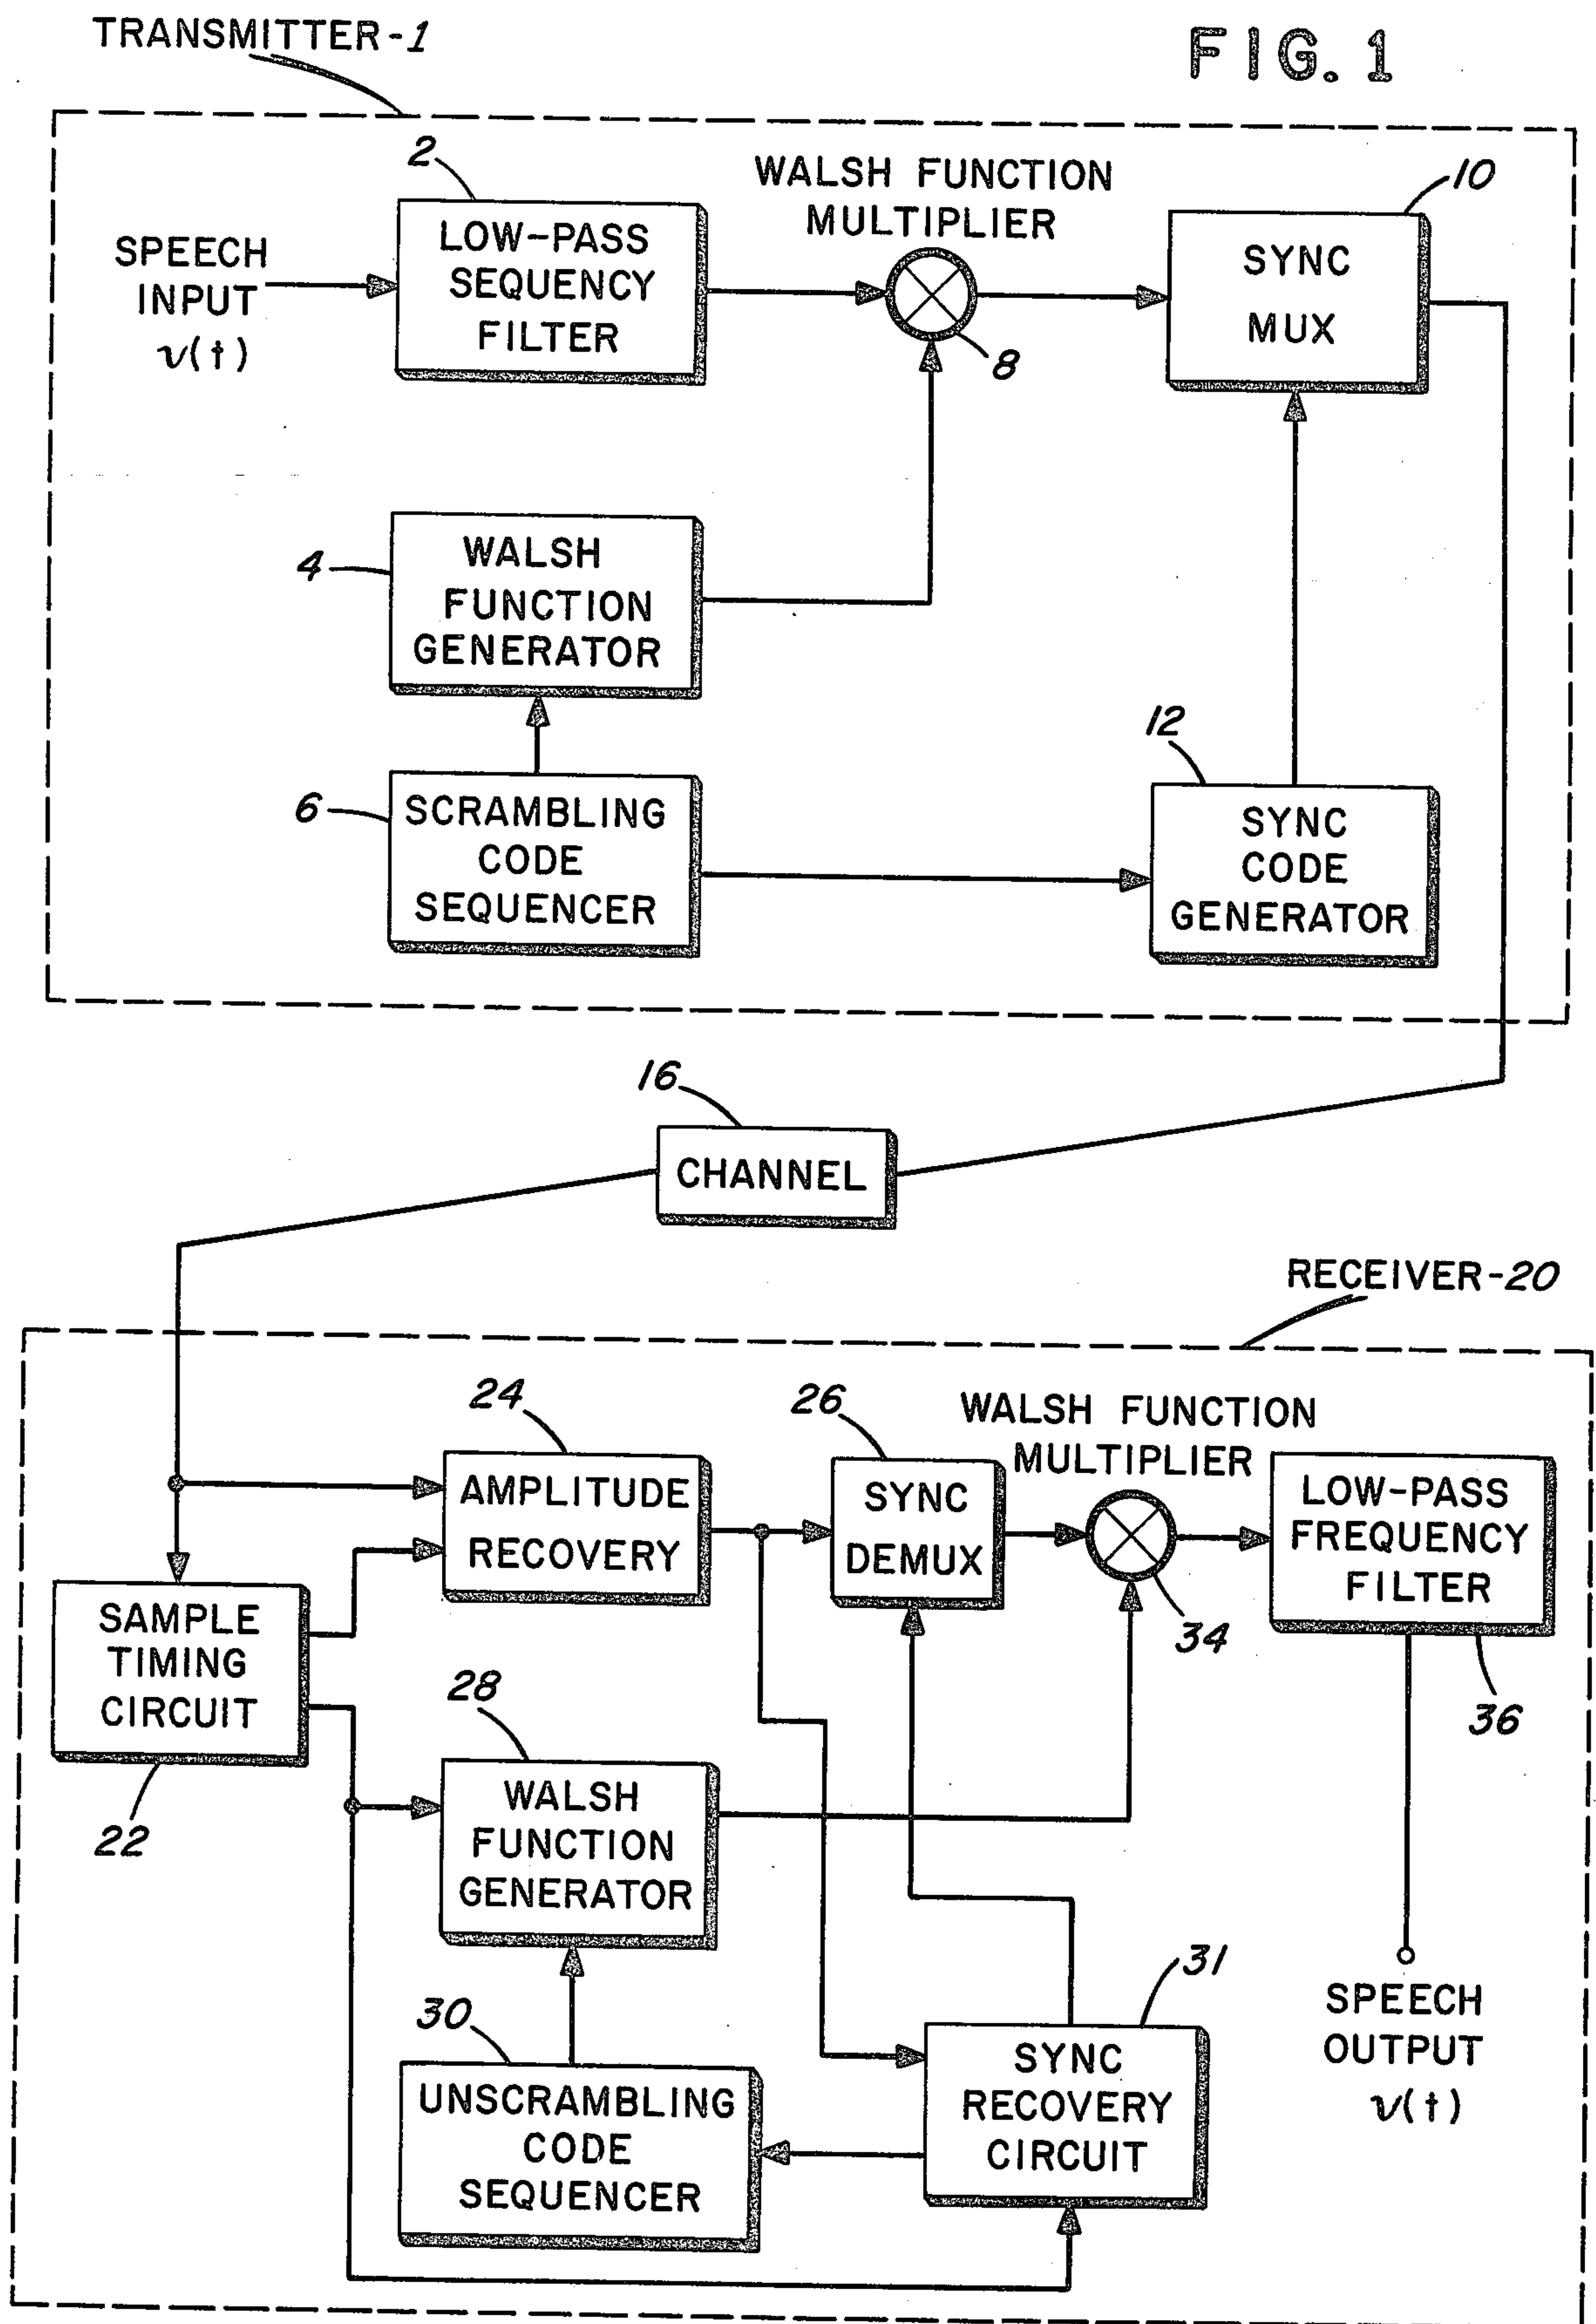 TRANSMITTER-1
FIG. 1
2
WALSH FUNCTION
MULTIPLIER
10
SPEECH
INPUT
v(t)
LOW-PASS
SEQUENCY
FILTER
8
SYNC
MUX
4
WALSH
FUNCTION
GENERATOR
12
6
SCRAMBLING
CODE
SEQUENCER
SYNC
CODE
GENERATOR
16
CHANNEL
RECEIVER-20
24
26
WALSH FUNCTION
MULTIPLIER
AMPLITUDE
RECOVERY
SYNC
DEMUX
34
LOW-PASS
FREQUENCY
FILTER
36
SAMPLE
TIMING
CIRCUIT
22
28
WALSH
FUNCTION
GENERATOR
30
31
UNSCRAMBLING
CODE
SEQUENCER
SYNC
RECOVERY
CIRCUIT
SPEECH
OUTPUT
v(t)